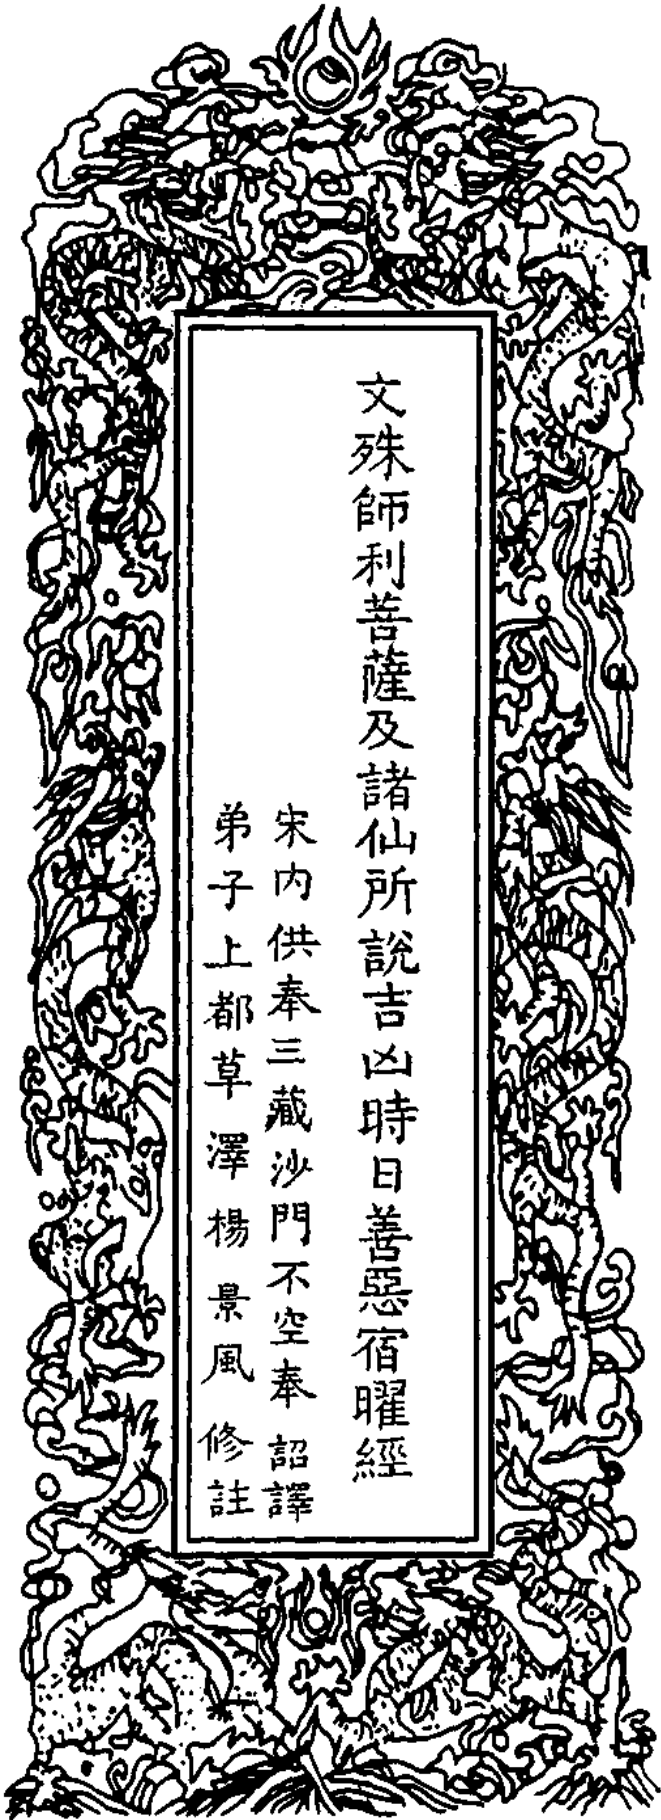 文殊師利菩薩及諸仙所說吉凶時日善惡宿曜經
宋內供奉三藏沙門不空奉詔譯
弟子上都草澤楊景風修註